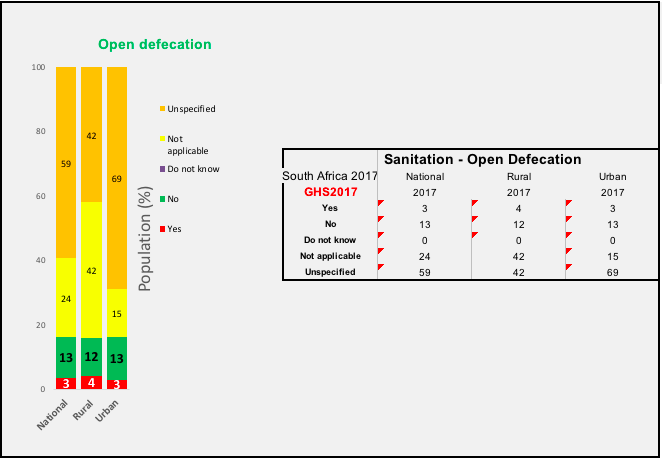 Open defecation
100
80
60
40
20
0
Population (%)
59
24
13
3
42
42
12
4
69
15
13
3
National
Rural
Urban
Unspecified
Not
applicable
Do not know
No
Yes
Sanitation - Open Defecation
South Africa 2017 National Rural Urban
GHS2017 2017 2017 2017
Yes 3 4 3
No 13 12 13
Do not know 0 0 0
Not applicable 24 42 15
Unspecified 59 42 69